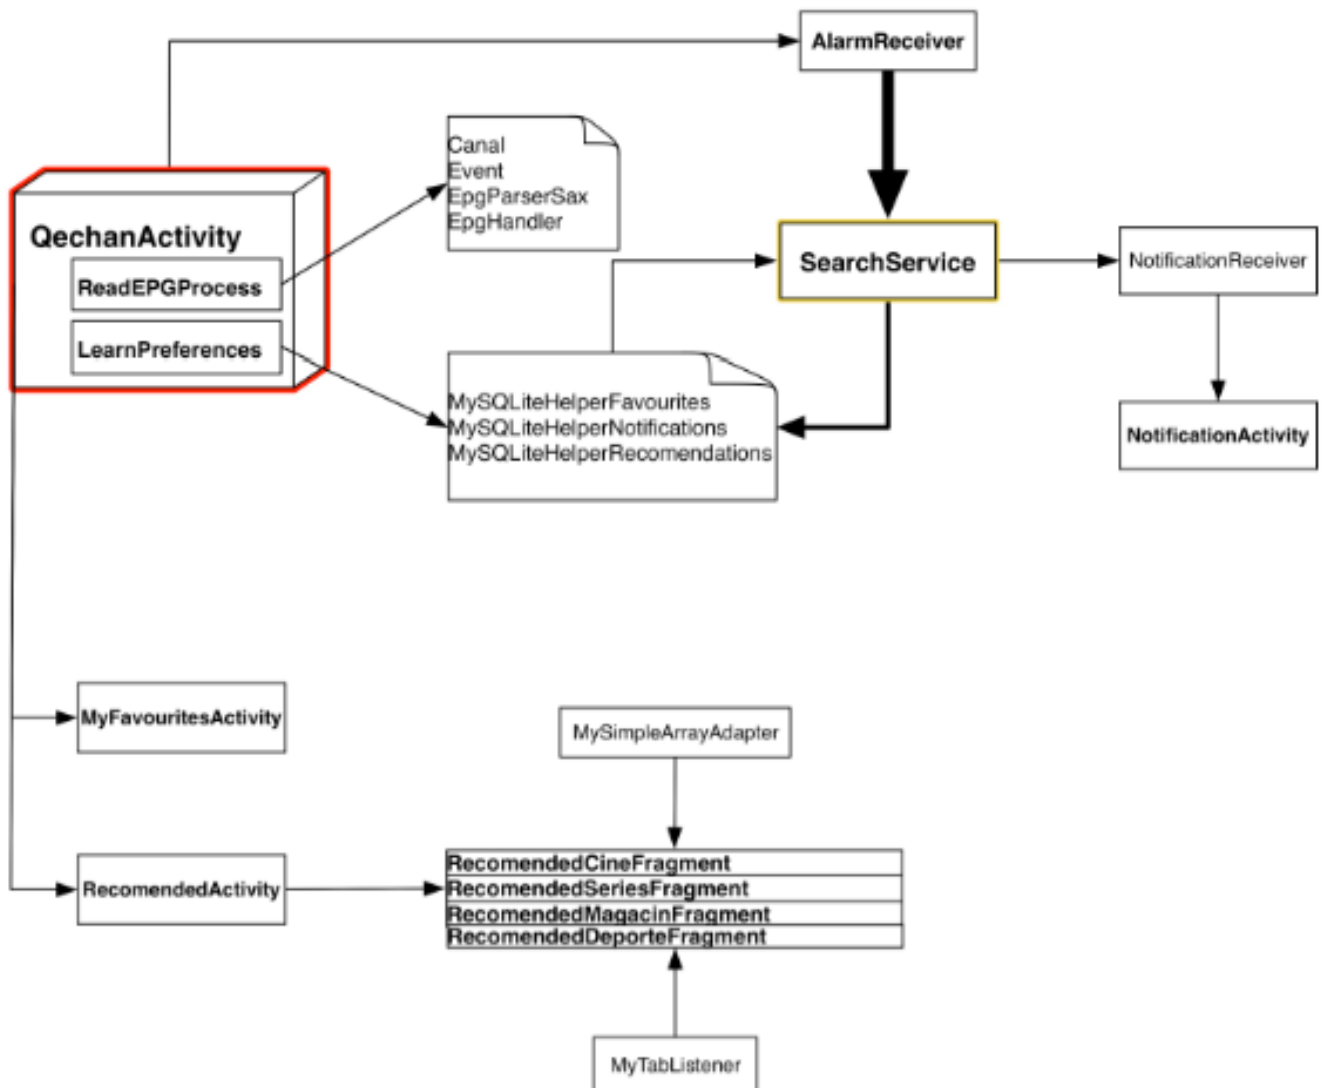 AlarmReceiver
Canal
Event
EpgParserSax
EpgHandler
QechanActivity
ReadEPGProcess
LearnPreferences
SearchService
NotificationReceiver
MySQLiteHelperFavourites
MySQLiteHelperNotifications
MySQLiteHelperRecomendations
NotificationActivity
MyFavouritesActivity
MySimpleArrayAdapter
RecomendedActivity
RecomendedCineFragment
RecomendedSeriesFragment
RecomendedMagacinFragment
RecomendedDeporteFragment
MyTabListener